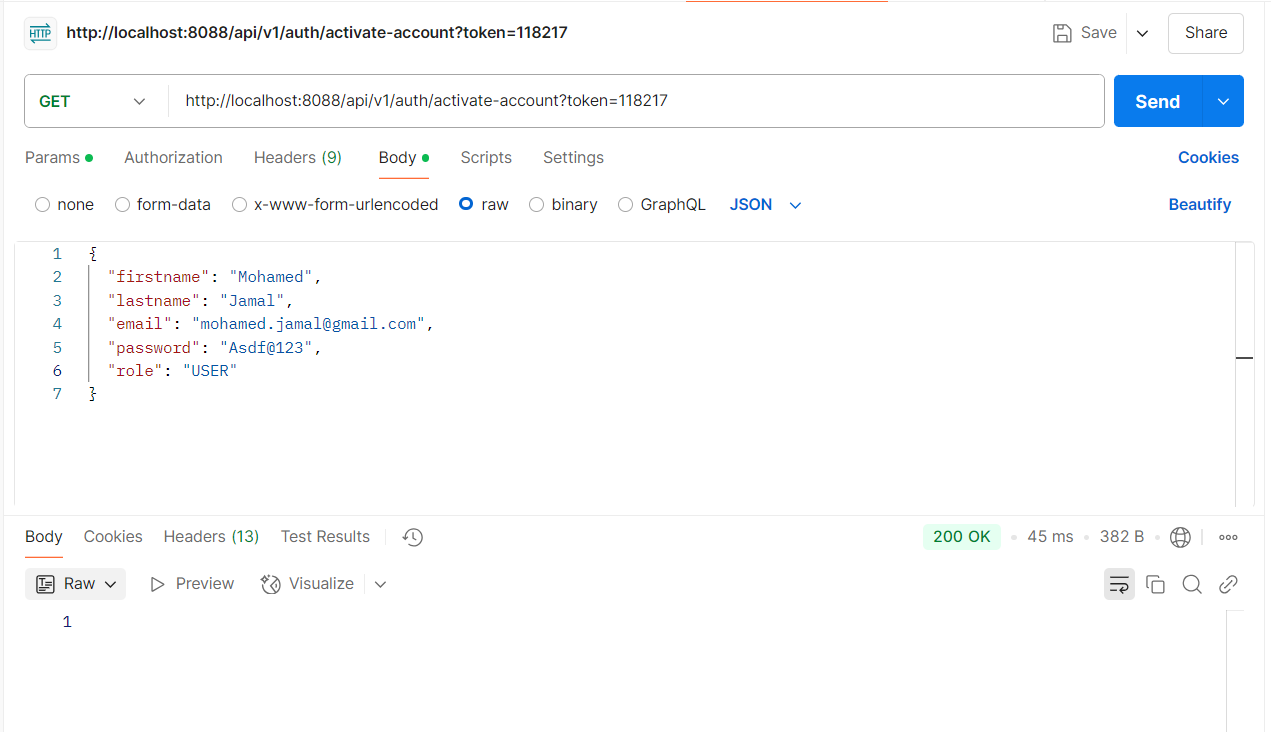 HTTP http://localhost:8088/api/v1/auth/activate-account?token=118217 Save Share
GET http://localhost:8088/api/v1/auth/activate-account?token=118217 Send
Params Authorization Headers (9) Body Scripts Settings Cookies
none form-data x-www-form-urlencoded raw binary GraphQL JSON Beautify
1 {
2 "firstname": "Mohamed",
3 "lastname": "Jamal",
4 "email": "mohamed.jamal@gmail.com",
5 "password": "Asdf@123",
6 "role": "USER"
7 }
Body Cookies Headers (13) Test Results 200 OK 45 ms 382 B
Raw Preview Visualize
1